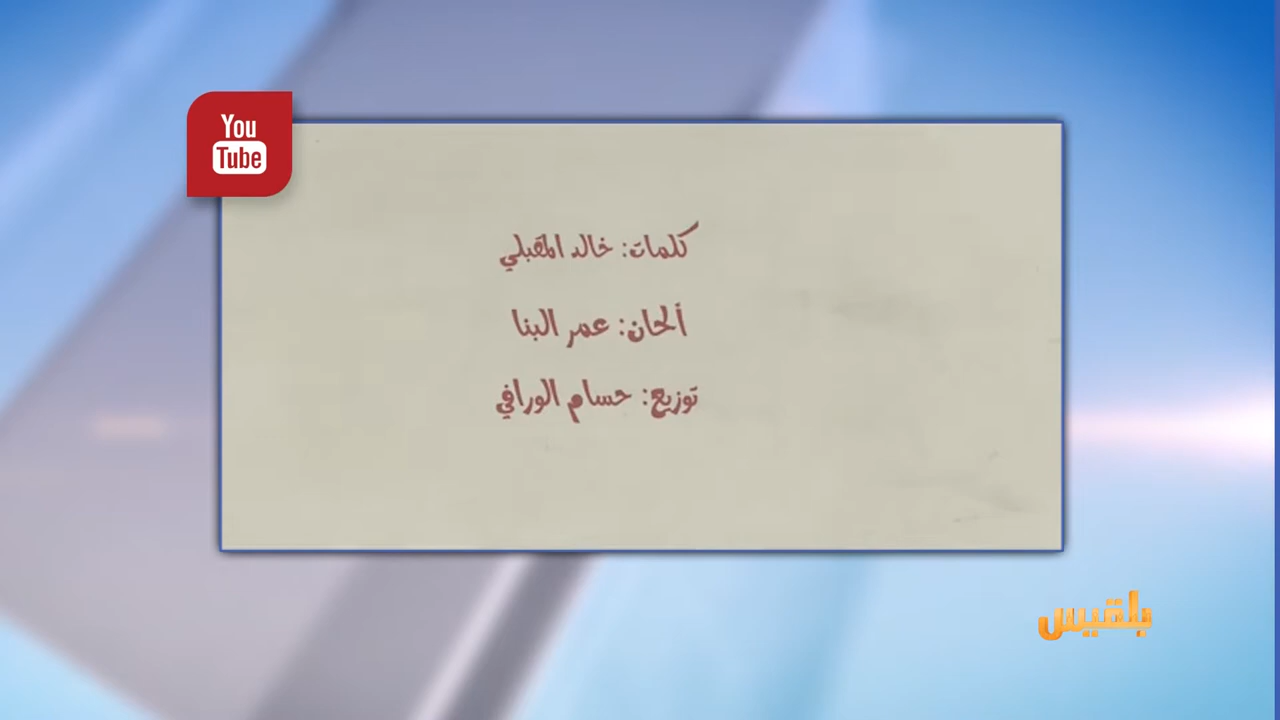 You
Tube
كلمات: خالد المقبلي
ألحان: عمر البنا
توزيع: حسام الورافي
بلقيس